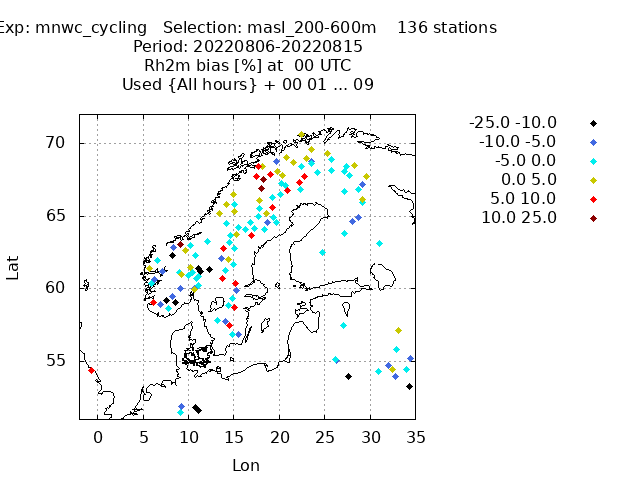 Exp: mnwc_cycling Selection: masl_200-600m 136 stations
Period: 20220806-20220815
Rh2m bias [%] at 00 UTC
Used {All hours} + 00 01 ... 09
-25.0 -10.0
-10.0 -5.0
-5.0 0.0
0.0 5.0
5.0 10.0
10.0 25.0
70
65
60
55
Lat
0 5 10 15 20 25 30 35
Lon